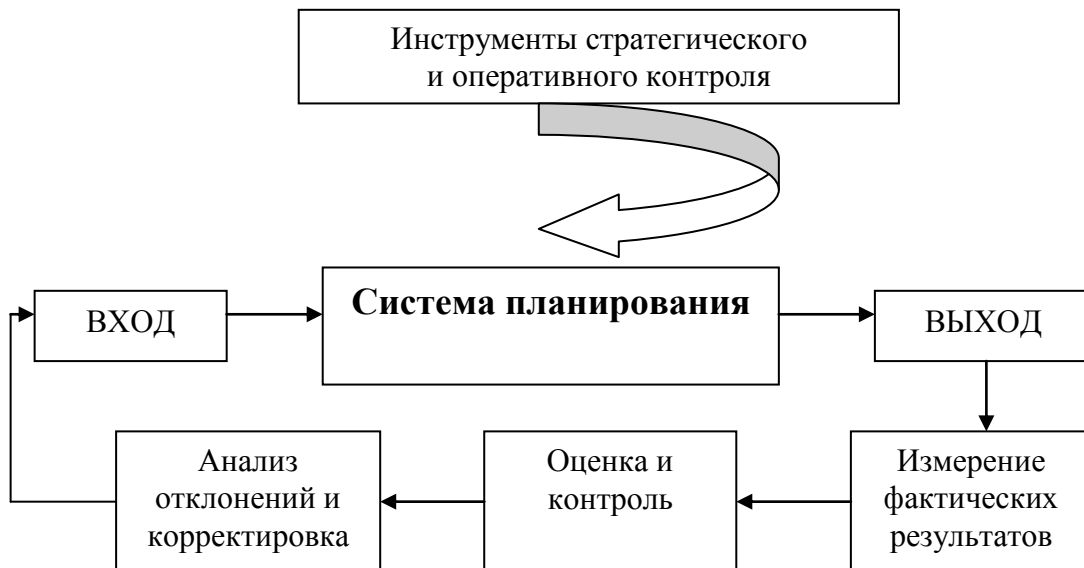 Инструменты стратегического
и оперативного контроля
ВХОД
Система планирования
ВЫХОД
Анализ
отклонений и
корректировка
Оценка и
контроль
Измерение
фактических
результатов